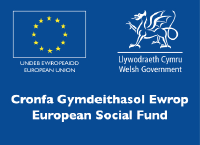 UNDEB EWROPEAIDD
EUROPEAN UNION
Llywodraeth Cymru
Welsh Government
Cronfa Gymdeithasol Ewrop
European Social Fund